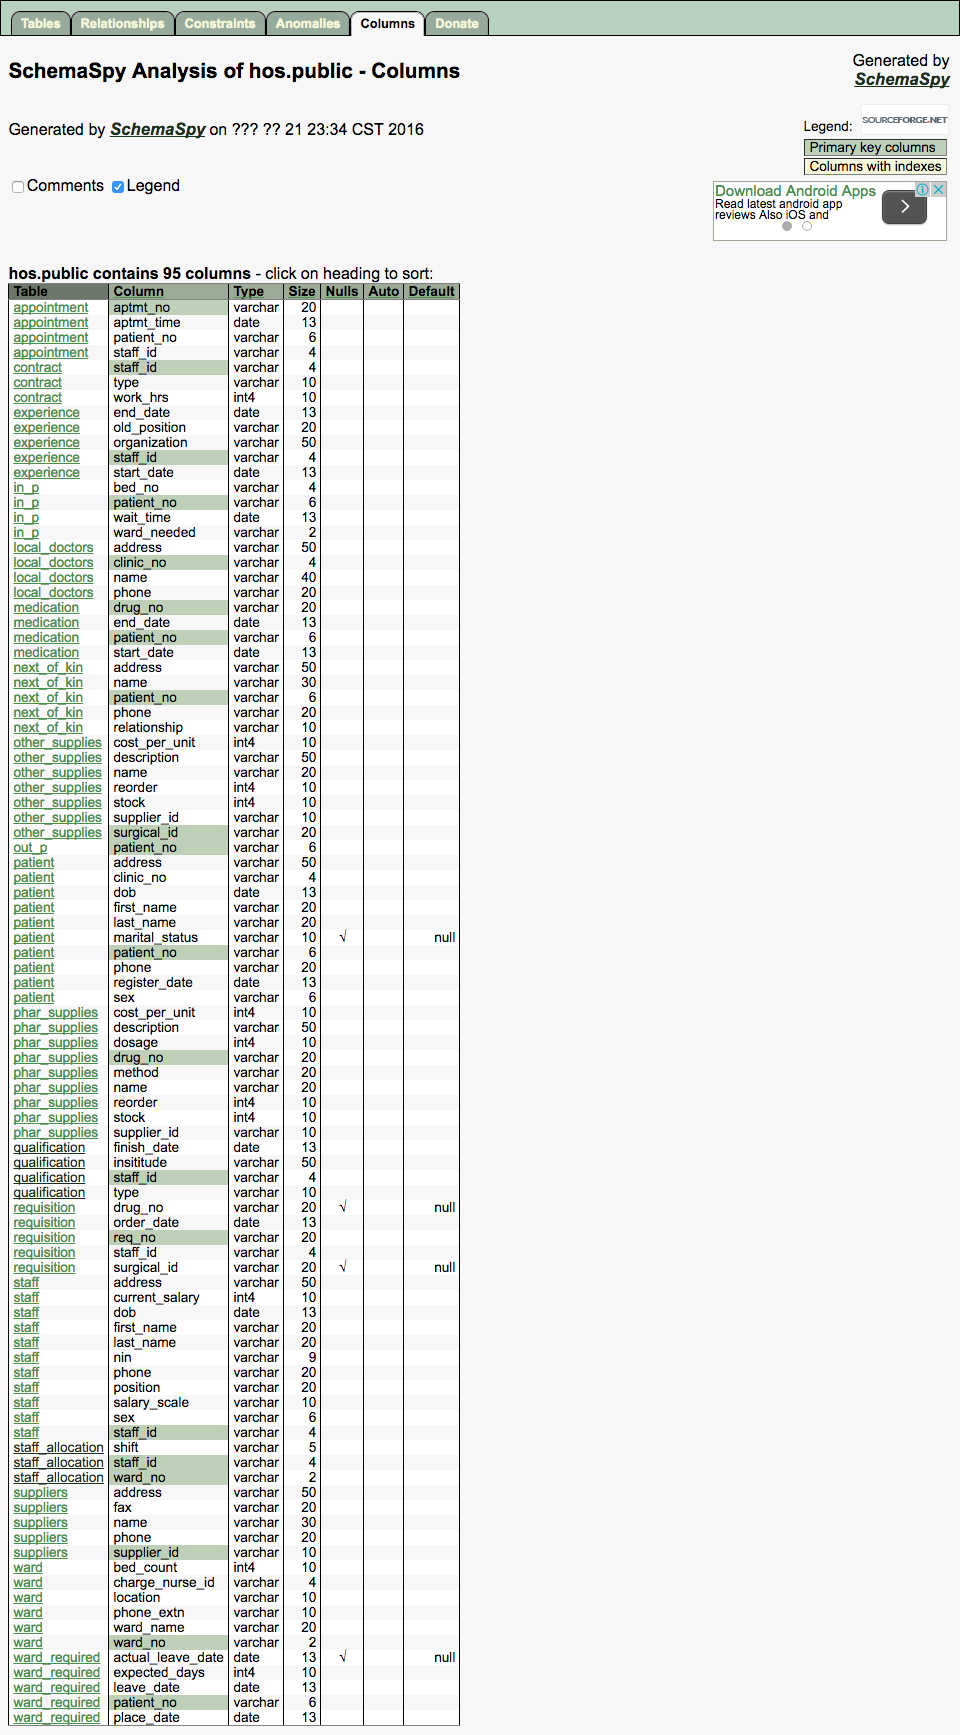 Tables Relationships Constraints Anomalies Columns Donate
SchemaSpy Analysis of hos.public - Columns
Generated by
SchemaSpy
Generated by SchemaSpy on ??? ?? 21 23:34 CST 2016
SOURCEFORGE.NET
Legend:
Primary key columns
Columns with indexes
Comments Legend
Download Android Apps
Read latest android app
reviews Also iOS and
hos.public contains 95 columns - click on heading to sort:
Table Column Type Size Nulls Auto Default
appointment aptmt_no varchar 20
appointment aptmt_time date 13
appointment patient_no varchar 6
appointment staff_id varchar 4
contract staff_id varchar 4
contract type varchar 10
contract work_hrs int4 10
experience end_date date 13
experience old_position varchar 20
experience organization varchar 50
experience staff_id varchar 4
experience start_date date 13
in_p bed_no varchar 4
in_p patient_no varchar 6
in_p wait_time date 13
in_p ward_needed varchar 2
local_doctors address varchar 50
local_doctors clinic_no varchar 4
local_doctors name varchar 40
local_doctors phone varchar 20
medication drug_no varchar 20
medication end_date date 13
medication patient_no varchar 6
medication start_date date 13
next_of_kin address varchar 50
next_of_kin name varchar 30
next_of_kin patient_no varchar 6
next_of_kin phone varchar 20
next_of_kin relationship varchar 10
other_supplies cost_per_unit int4 10
other_supplies description varchar 50
other_supplies name varchar 20
other_supplies reorder int4 10
other_supplies stock int4 10
other_supplies supplier_id varchar 10
other_supplies surgical_id varchar 20
out_p patient_no varchar 6
patient address varchar 50
patient clinic_no varchar 4
patient dob date 13
patient first_name varchar 20
patient last_name varchar 20
patient marital_status varchar 10 √ null
patient patient_no varchar 6
patient phone varchar 20
patient register_date date 13
patient sex varchar 6
phar_supplies cost_per_unit int4 10
phar_supplies description varchar 50
phar_supplies dosage int4 10
phar_supplies drug_no varchar 20
phar_supplies method varchar 20
phar_supplies name varchar 20
phar_supplies reorder int4 10
phar_supplies stock int4 10
phar_supplies supplier_id varchar 10
qualification finish_date date 13
qualification insititude varchar 50
qualification staff_id varchar 4
qualification type varchar 10
requisition drug_no varchar 20 √ null
requisition order_date date 13
requisition req_no varchar 20
requisition staff_id varchar 4
requisition surgical_id varchar 20 √ null
staff address varchar 50
staff current_salary int4 10
staff dob date 13
staff first_name varchar 20
staff last_name varchar 20
staff nin varchar 9
staff phone varchar 20
staff position varchar 20
staff salary_scale varchar 10
staff sex varchar 6
staff staff_id varchar 4
staff_allocation shift varchar 5
staff_allocation staff_id varchar 4
staff_allocation ward_no varchar 2
suppliers address varchar 50
suppliers fax varchar 20
suppliers name varchar 30
suppliers phone varchar 20
suppliers supplier_id varchar 10
ward bed_count int4 10
ward charge_nurse_id varchar 4
ward location varchar 10
ward phone_extn varchar 10
ward ward_name varchar 20
ward ward_no varchar 2
ward_required actual_leave_date date 13 √ null
ward_required expected_days int4 10
ward_required leave_date date 13
ward_required patient_no varchar 6
ward_required place_date date 13